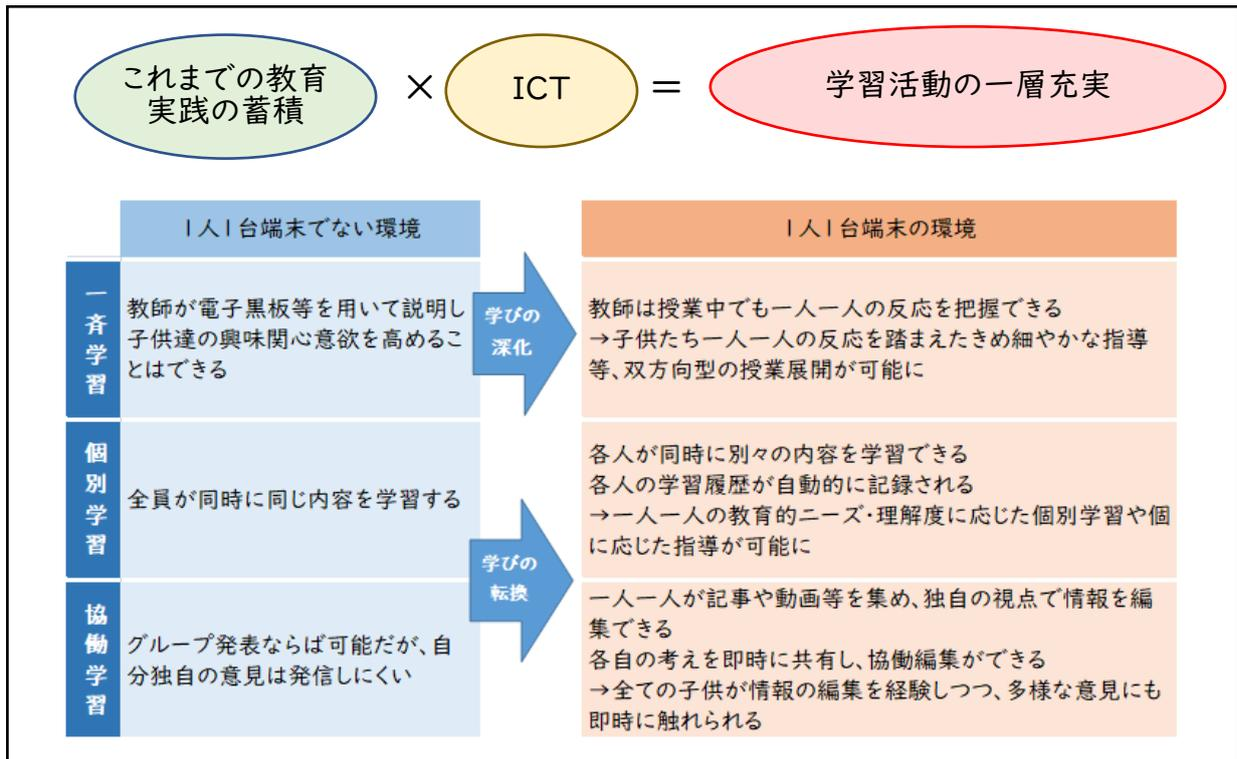 これまでの教育
実践の蓄積
×
ICT
＝
学習活動の一層充実
1人1台端末でない環境
1人1台端末の環境
一斉学習
教師が電子黒板等を用いて説明し
子供達の興味関心意欲を高めるこ
とはできる
学びの
深化
教師は授業中でも一人一人の反応を把握できる
→子供たち一人一人の反応を踏まえたきめ細やかな指導
等、双方向型の授業展開が可能に
個別学習
全員が同時に同じ内容を学習する
各人が同時に別々の内容を学習できる
各人の学習履歴が自動的に記録される
→一人一人の教育的ニーズ・理解度に応じた個別学習や個
に応じた指導が可能に
学びの
転換
協働学習
グループ発表ならば可能だが、自
分独自の意見は発信しにくい
一人一人が記事や動画等を集め、独自の視点で情報を編
集できる
各自の考えを即時に共有し、協働編集ができる
→全ての子供が情報の編集を経験しつつ、多様な意見にも
即時に触れられる